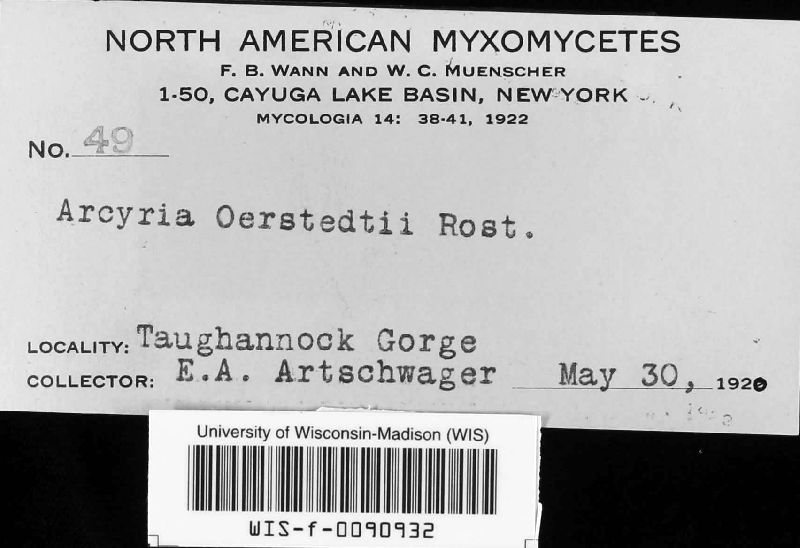 NORTH AMERICAN MYXOMYCETES
F. B. WANN AND W. C. MUENSCHER
1-50, CAYUGA LAKE BASIN, NEW YORK
MYCOLOGIA 14: 38-41, 1922
No. 49
Arcyria Oerstedtii Rost.
LOCALITY: Taughannock Gorge
COLLECTOR: E.A. Artschwager May 30, 1920
University of Wisconsin-Madison (WIS)
WIS-f-0090932